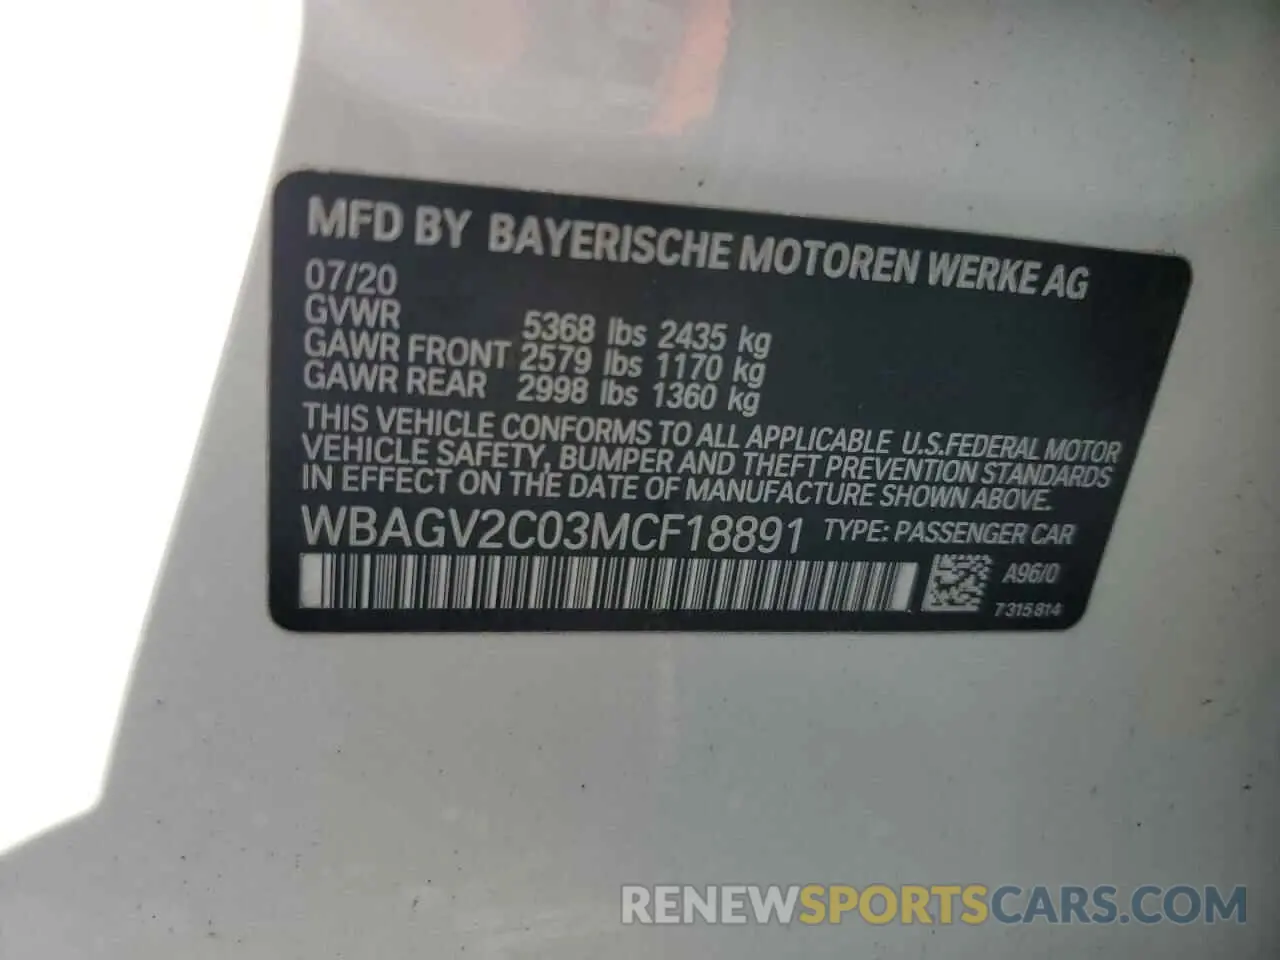 MFD BY BAYERISCHE MOTOREN WERKE AG
07/20
GVWR 5368 lbs 2435 kg
GAWR FRONT 2579 lbs 1170 kg
GAWR REAR 2998 lbs 1360 kg
THIS VEHICLE CONFORMS TO ALL APPLICABLE U.S.FEDERAL MOTOR
VEHICLE SAFETY, BUMPER AND THEFT PREVENTION STANDARDS
IN EFFECT ON THE DATE OF MANUFACTURE SHOWN ABOVE.
WBAGV2C03MCF18891 TYPE: PASSENGER CAR
A96/0
7315814
RENEWSPORTSCARS.COM